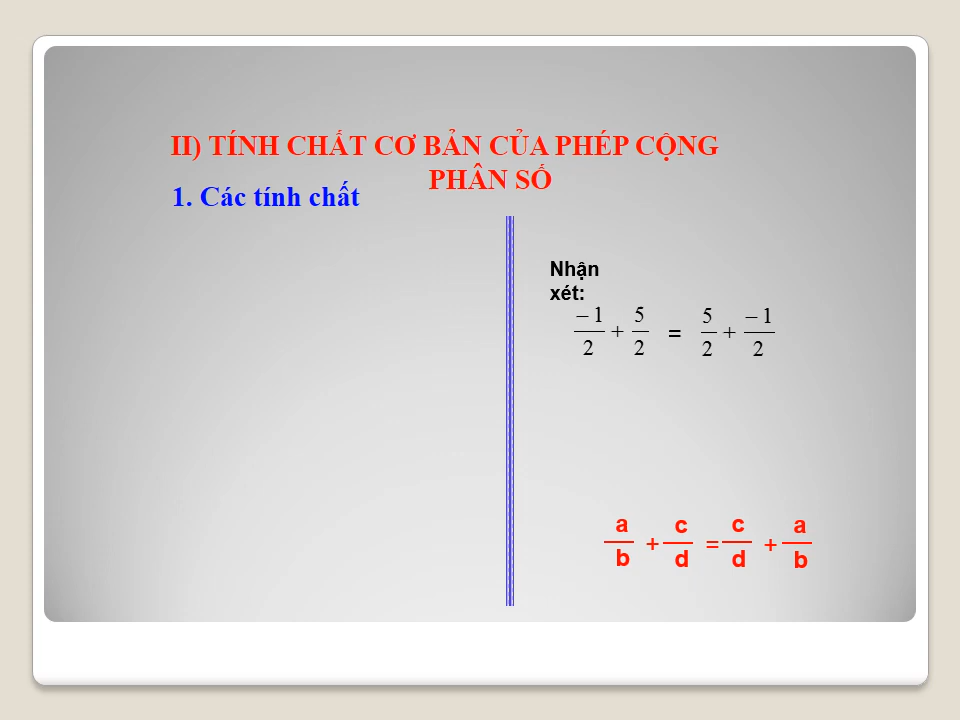 II) TÍNH CHẤT CƠ BẢN CỦA PHÉP CỘNG
PHÂN SỐ
1. Các tính chất
Nhận
xét:
– 1/2 + 5/2 = 5/2 + – 1/2
a/b + c/d = c/d + a/b